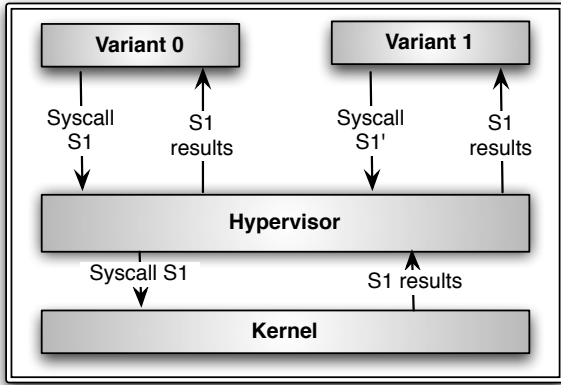 Variant 0
Variant 1
Syscall
S1
S1
results
Syscall
S1'
S1
results
Hypervisor
Syscall S1
S1 results
Kernel